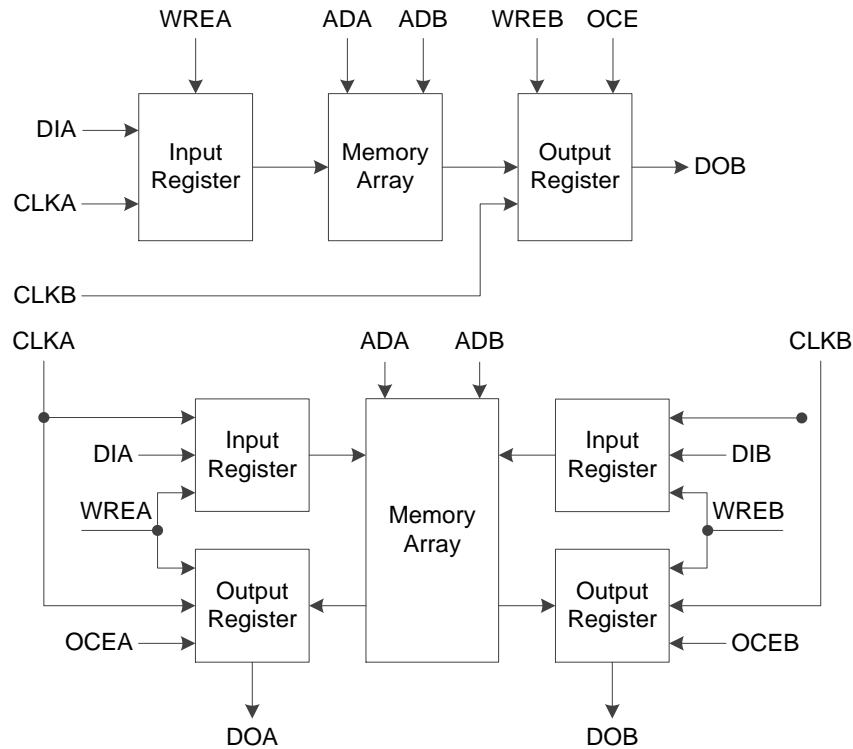 WREA ADA ADB WREB OCE
DIA
Input
Register
Memory
Array
Output
Register
DOB
CLKA
CLKB
CLKA ADA ADB CLKB
Input
Register
Input
Register
DIA
DIB
WREA
WREB
Memory
Array
Output
Register
Output
Register
OCEA
OCEB
DOA DOB